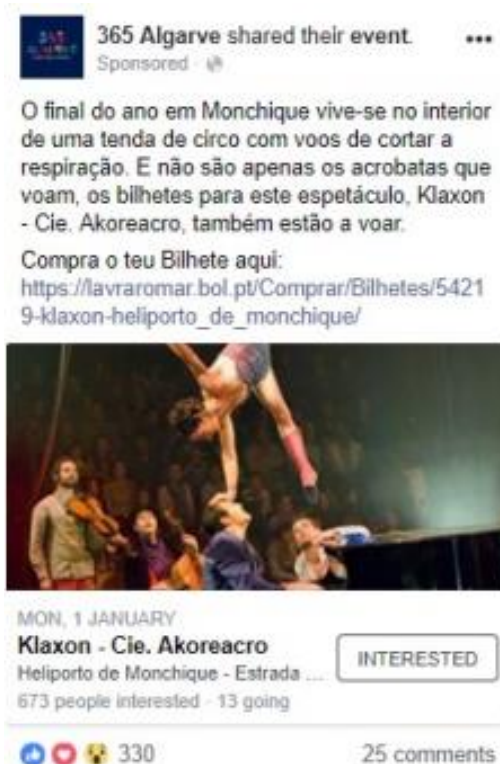 365 Algarve shared their event.
Sponsored
O final do ano em Monchique vive-se no interior
de uma tenda de circo com voos de cortar a
respiração. E não são apenas os acrobatas que
voam, os bilhetes para este espetáculo, Klaxon
- Cie. Akoreacro, também estão a voar.
Compra o teu Bilhete aqui:
https://lavraromar.bol.pt/Comprar/Bilhetes/5421
9-klaxon-heliporto_de_monchique/
MON, 1 JANUARY
Klaxon - Cie. Akoreacro
Heliporto de Monchique - Estrada ...
INTERESTED
673 people interested · 13 going
330
25 comments